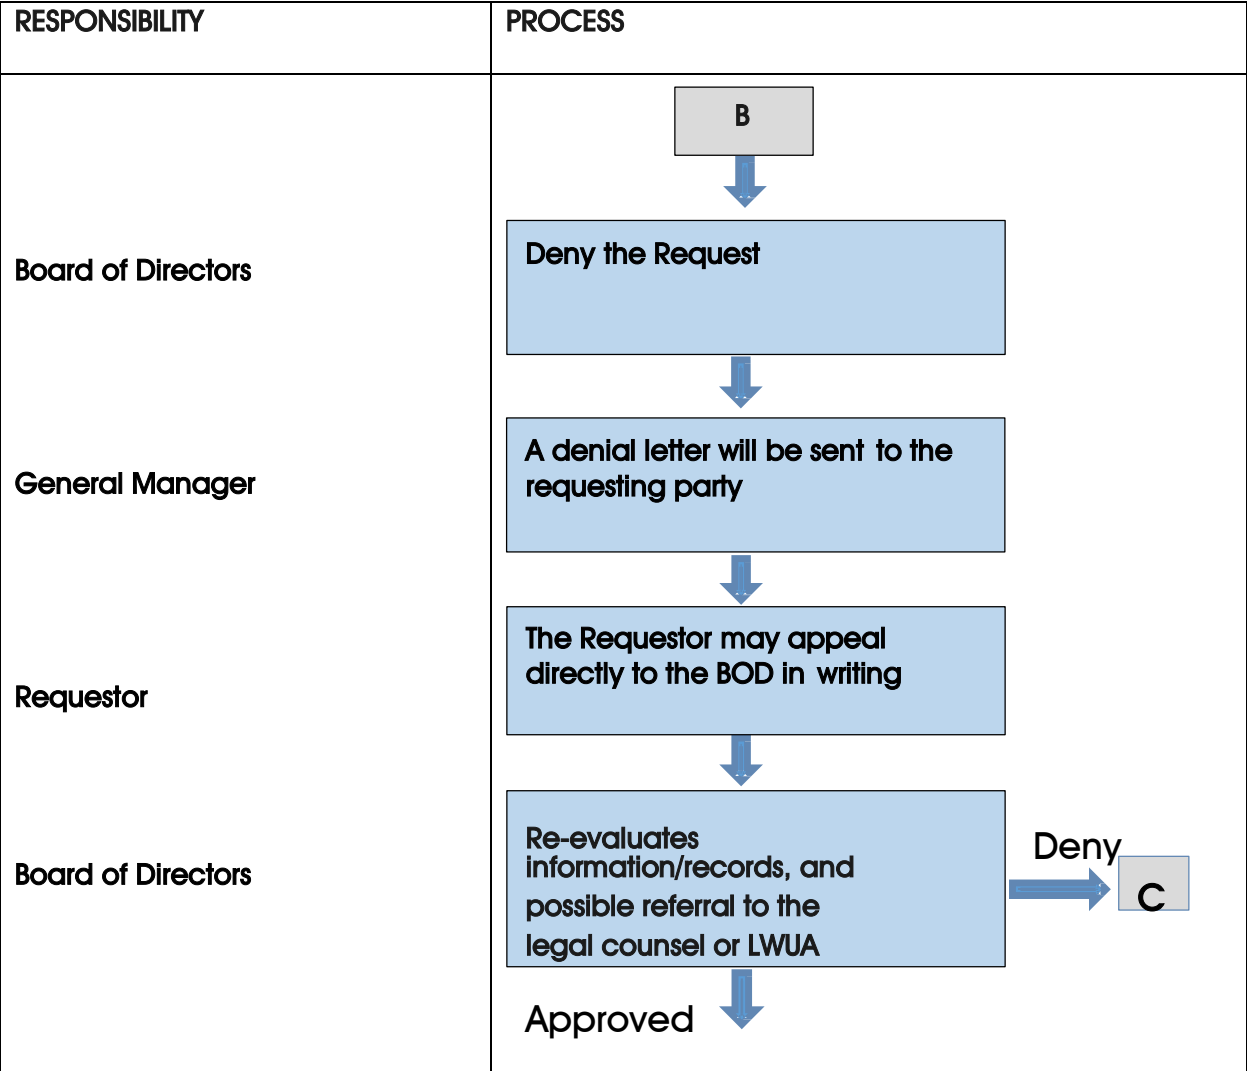 RESPONSIBILITY
PROCESS
B
Board of Directors
Deny the Request
General Manager
A denial letter will be sent to the
requesting party
Requestor
The Requestor may appeal
directly to the BOD in writing
Board of Directors
Re-evaluates
information/records, and
possible referral to the
legal counsel or LWUA
Deny
C
Approved